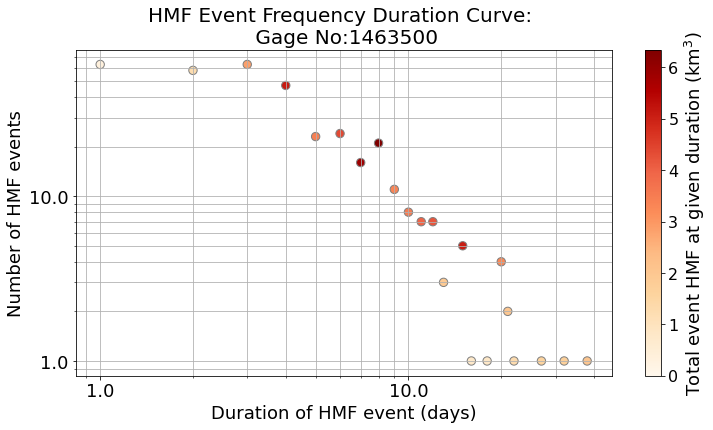 HMF Event Frequency Duration Curve:
Gage No:1463500
Number of HMF events
10.0
1.0
1.0
10.0
Duration of HMF event (days)
6
5
4
3
2
1
0
Total event HMF at given duration (km³)